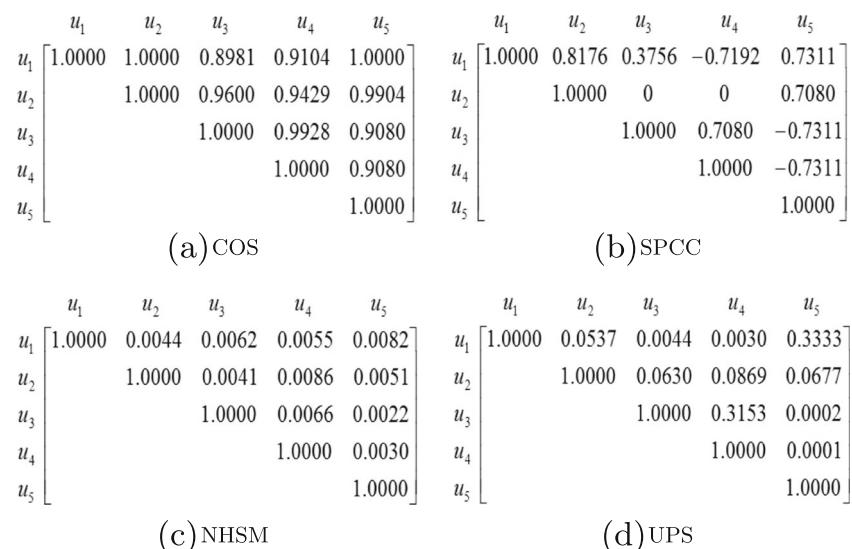 u1 u2 u3 u4 u5
u1 1.0000 1.0000 0.8981 0.9104 1.0000
u2 1.0000 0.9600 0.9429 0.9904
u3 1.0000 0.9928 0.9080
u4 1.0000 0.9080
u5 1.0000
(a) COS
u1 u2 u3 u4 u5
u1 1.0000 0.8176 0.3756 −0.7192 0.7311
u2 1.0000 0 0 0.7080
u3 1.0000 0.7080 −0.7311
u4 1.0000 −0.7311
u5 1.0000
(b) SPCC
u1 u2 u3 u4 u5
u1 1.0000 0.0044 0.0062 0.0055 0.0082
u2 1.0000 0.0041 0.0086 0.0051
u3 1.0000 0.0066 0.0022
u4 1.0000 0.0030
u5 1.0000
(c) NHSM
u1 u2 u3 u4 u5
u1 1.0000 0.0537 0.0044 0.0030 0.3333
u2 1.0000 0.0630 0.0869 0.0677
u3 1.0000 0.3153 0.0002
u4 1.0000 0.0001
u5 1.0000
(d) UPS